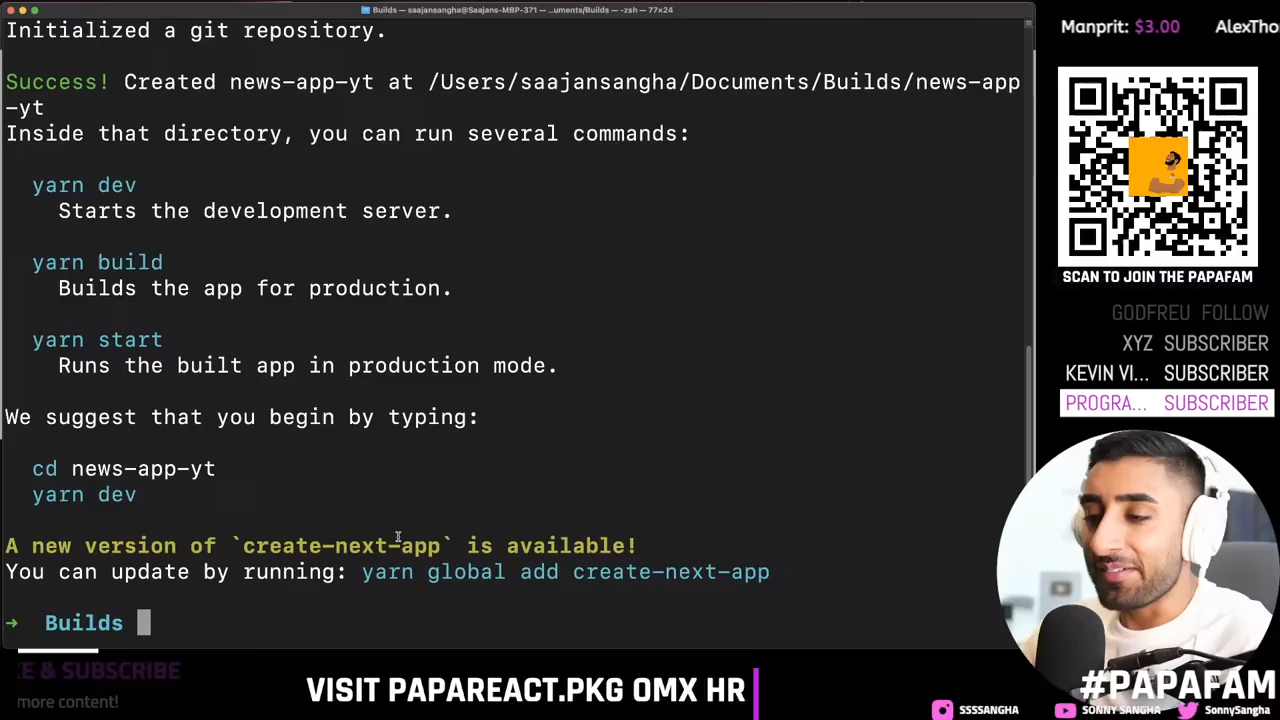 Builds — saajansangha@Saajans-MBP-371 — ..uments/Builds — -zsh — 77×24
Initialized a git repository.
Success! Created news-app-yt at /Users/saajansangha/Documents/Builds/news-app
-yt
Inside that directory, you can run several commands:
yarn dev
Starts the development server.
yarn build
Builds the app for production.
yarn start
Runs the built app in production mode.
We suggest that you begin by typing:
cd news-app-yt
yarn dev
A new version of `create-next-app` is available!
You can update by running: yarn global add create-next-app
→ Builds
Manprit: $3.00 AlexTho
SCAN TO JOIN THE PAPAFAM
GODFREU FOLLOW
XYZ SUBSCRIBER
KEVIN VI... SUBSCRIBER
PROGRA... SUBSCRIBER
E & SUBSCRIBE
more content!
VISIT PAPAREACT.PKG OMX HR
#PAPAFAM
SSSSANGHA SONNY SANGHA SonnySangha